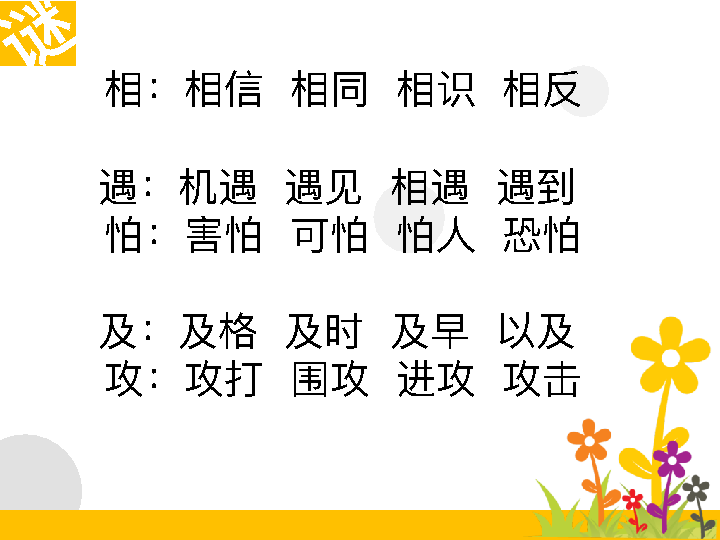 谜
相：相信 相同 相识 相反
遇：机遇 遇见 相遇 遇到
怕：害怕 可怕 怕人 恐怕
及：及格 及时 及早 以及
攻：攻打 围攻 进攻 攻击